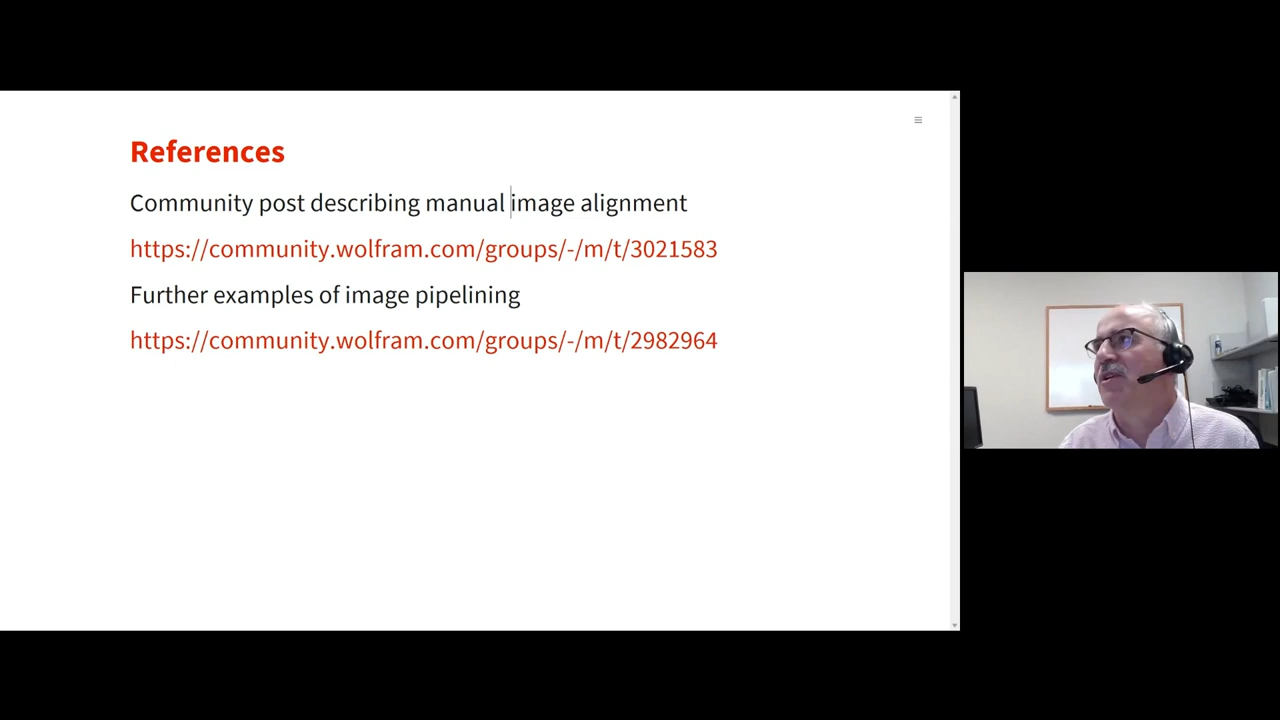 References
Community post describing manual image alignment
https://community.wolfram.com/groups/-/m/t/3021583
Further examples of image pipelining
https://community.wolfram.com/groups/-/m/t/2982964